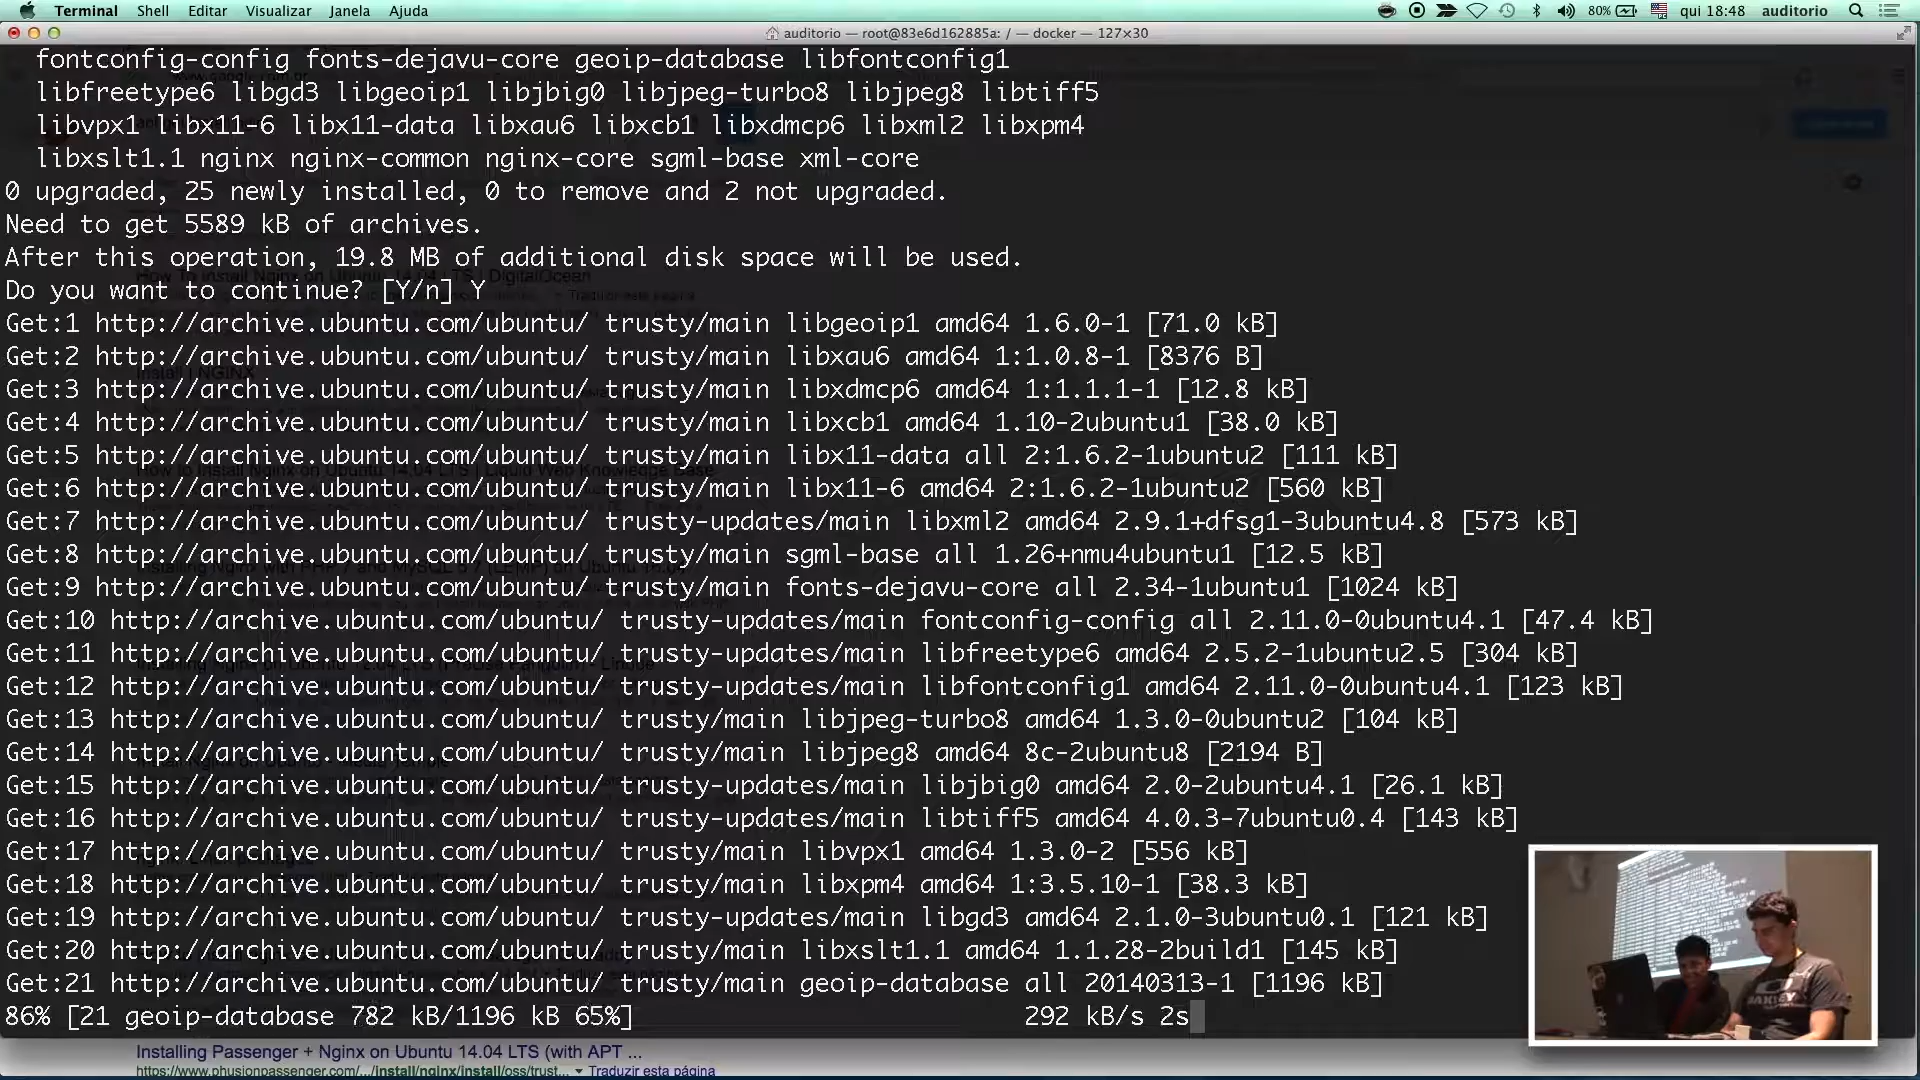 Terminal Shell Editar Visualizar Janela Ajuda 80% qui 18:48 auditorio
auditorio — root@83e6d162885a: / — docker — 127×30
fontconfig-config fonts-dejavu-core geoip-database libfontconfig1
libfreetype6 libgd3 libgeoip1 libjbig0 libjpeg-turbo8 libjpeg8 libtiff5
libvpx1 libx11-6 libx11-data libxau6 libxcb1 libxdmcp6 libxml2 libxpm4
libxslt1.1 nginx nginx-common nginx-core sgml-base xml-core
0 upgraded, 25 newly installed, 0 to remove and 2 not upgraded.
Need to get 5589 kB of archives.
After this operation, 19.8 MB of additional disk space will be used.
Do you want to continue? [Y/n] Y
Get:1 http://archive.ubuntu.com/ubuntu/ trusty/main libgeoip1 amd64 1.6.0-1 [71.0 kB]
Get:2 http://archive.ubuntu.com/ubuntu/ trusty/main libxau6 amd64 1:1.0.8-1 [8376 B]
Get:3 http://archive.ubuntu.com/ubuntu/ trusty/main libxdmcp6 amd64 1:1.1.1-1 [12.8 kB]
Get:4 http://archive.ubuntu.com/ubuntu/ trusty/main libxcb1 amd64 1.10-2ubuntu1 [38.0 kB]
Get:5 http://archive.ubuntu.com/ubuntu/ trusty/main libx11-data all 2:1.6.2-1ubuntu2 [111 kB]
Get:6 http://archive.ubuntu.com/ubuntu/ trusty/main libx11-6 amd64 2:1.6.2-1ubuntu2 [560 kB]
Get:7 http://archive.ubuntu.com/ubuntu/ trusty-updates/main libxml2 amd64 2.9.1+dfsg1-3ubuntu4.8 [573 kB]
Get:8 http://archive.ubuntu.com/ubuntu/ trusty/main sgml-base all 1.26+nmu4ubuntu1 [12.5 kB]
Get:9 http://archive.ubuntu.com/ubuntu/ trusty/main fonts-dejavu-core all 2.34-1ubuntu1 [1024 kB]
Get:10 http://archive.ubuntu.com/ubuntu/ trusty-updates/main fontconfig-config all 2.11.0-0ubuntu4.1 [47.4 kB]
Get:11 http://archive.ubuntu.com/ubuntu/ trusty-updates/main libfreetype6 amd64 2.5.2-1ubuntu2.5 [304 kB]
Get:12 http://archive.ubuntu.com/ubuntu/ trusty-updates/main libfontconfig1 amd64 2.11.0-0ubuntu4.1 [123 kB]
Get:13 http://archive.ubuntu.com/ubuntu/ trusty/main libjpeg-turbo8 amd64 1.3.0-0ubuntu2 [104 kB]
Get:14 http://archive.ubuntu.com/ubuntu/ trusty/main libjpeg8 amd64 8c-2ubuntu8 [2194 B]
Get:15 http://archive.ubuntu.com/ubuntu/ trusty-updates/main libjbig0 amd64 2.0-2ubuntu4.1 [26.1 kB]
Get:16 http://archive.ubuntu.com/ubuntu/ trusty-updates/main libtiff5 amd64 4.0.3-7ubuntu0.4 [143 kB]
Get:17 http://archive.ubuntu.com/ubuntu/ trusty/main libvpx1 amd64 1.3.0-2 [556 kB]
Get:18 http://archive.ubuntu.com/ubuntu/ trusty/main libxpm4 amd64 1:3.5.10-1 [38.3 kB]
Get:19 http://archive.ubuntu.com/ubuntu/ trusty-updates/main libgd3 amd64 2.1.0-3ubuntu0.1 [121 kB]
Get:20 http://archive.ubuntu.com/ubuntu/ trusty/main libxslt1.1 amd64 1.1.28-2build1 [145 kB]
Get:21 http://archive.ubuntu.com/ubuntu/ trusty/main geoip-database all 20140313-1 [1196 kB]
86% [21 geoip-database 782 kB/1196 kB 65%] 292 kB/s 2s
Installing Passenger + Nginx on Ubuntu 14.04 LTS (with APT ...
https://www.phusionpassenger.com/.../install/nginx/install/oss/trust... Traduzir esta página